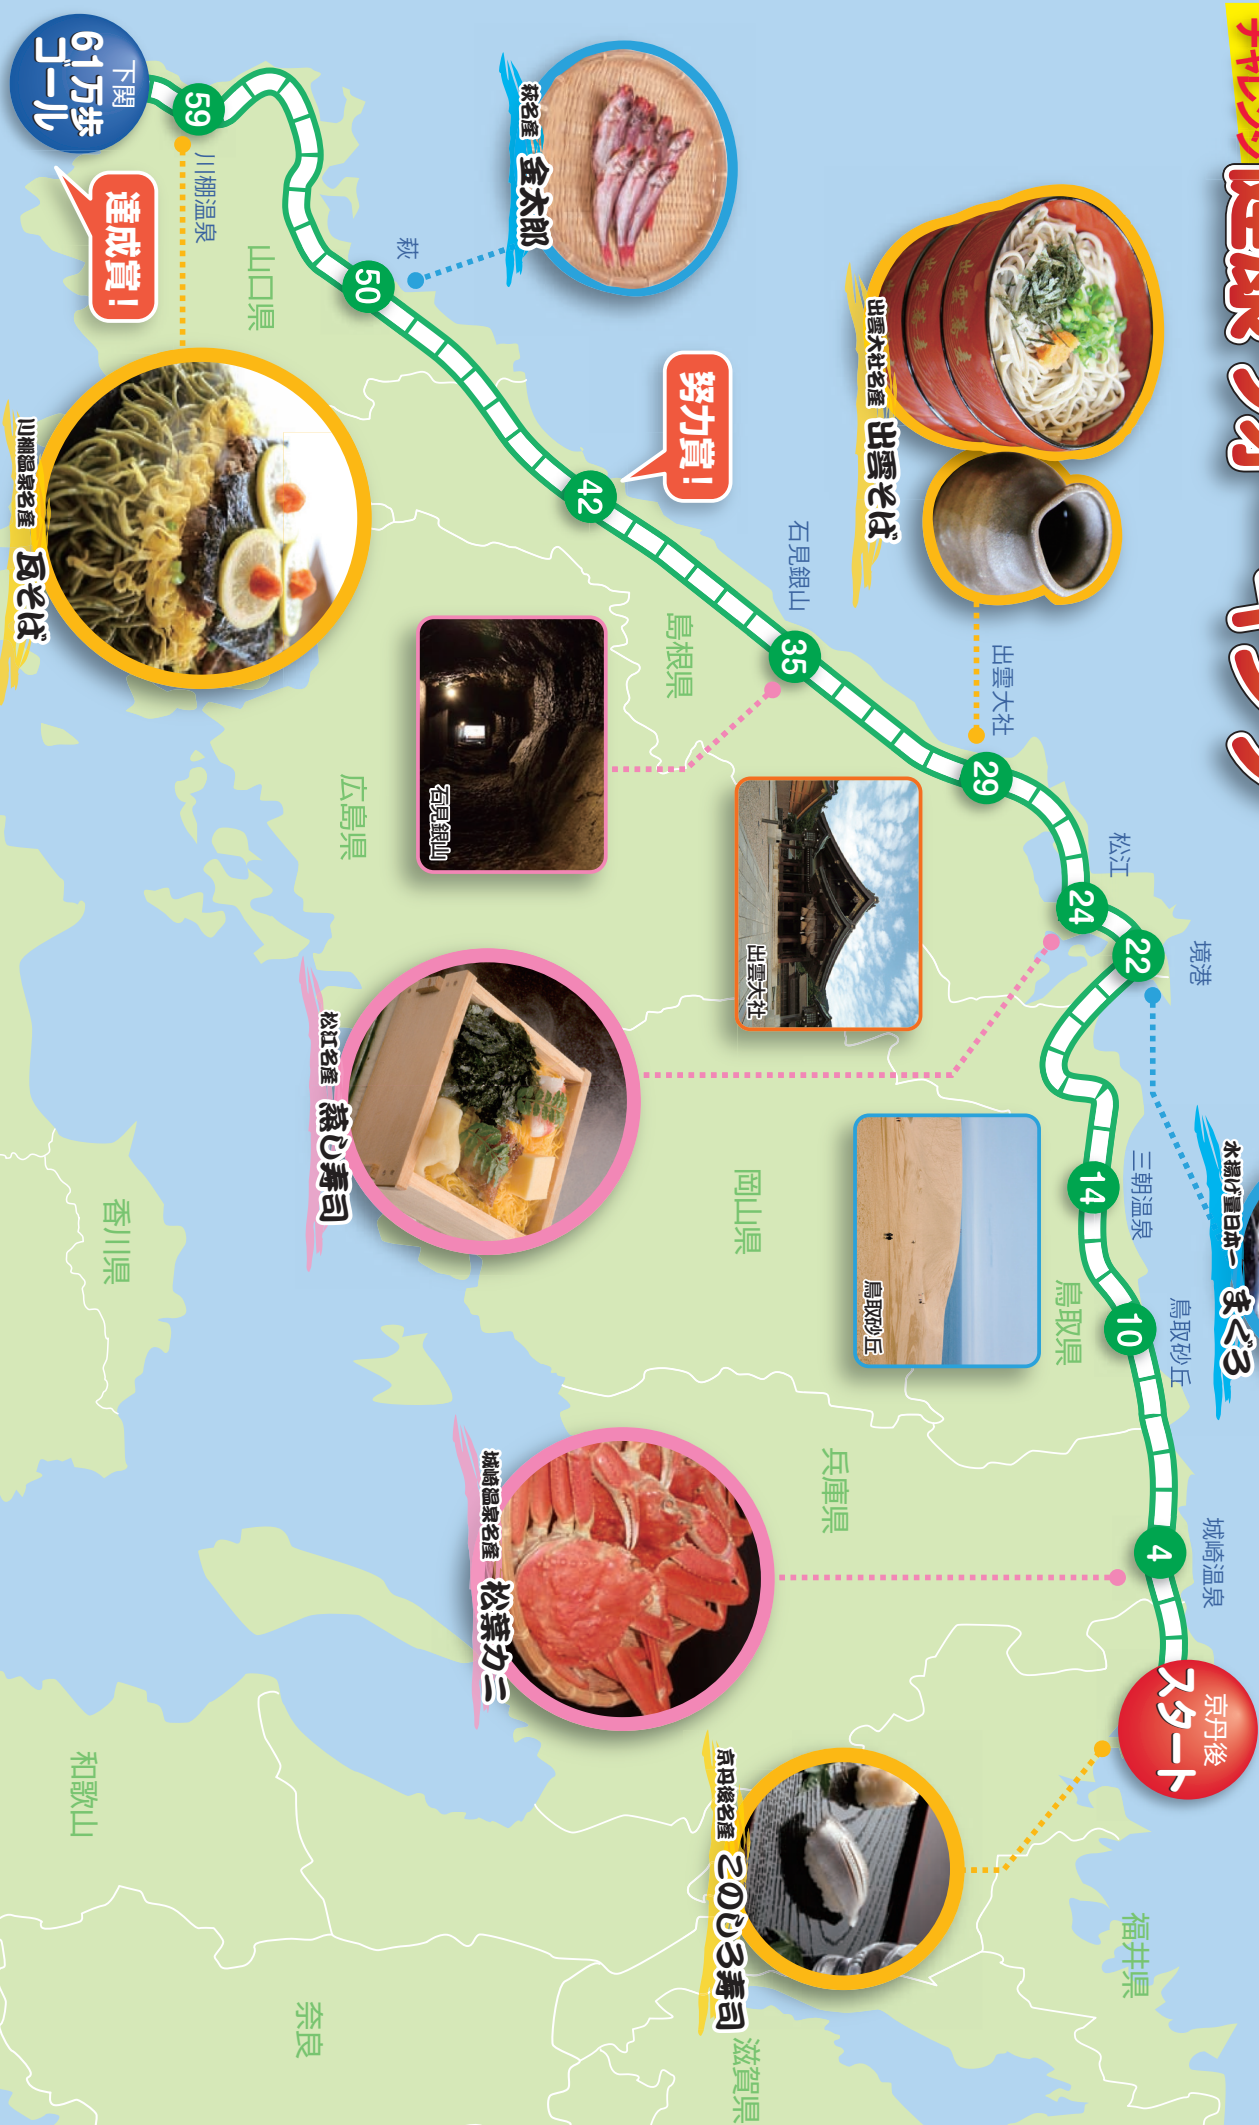 チャレンジ
下関
61万歩
ゴール
59
川棚温泉
達成賞!
山口県
川棚温泉名産 瓦そば
萩名産 金太郎
萩
50
努力賞!
42
出雲大社名産 出雲そば
出雲大社
石見銀山
35
島根県
石見銀山
広島県
29
出雲大社
松江
24
22
境港
松江名産 蒸し寿司
水揚げ量日本一 まぐろ
三朝温泉
14
鳥取砂丘
10
鳥取県
鳥取砂丘
岡山県
香川県
兵庫県
城崎温泉
4
城崎温泉名産 松葉カニ
京丹後
スタート
京丹後名産 このしろ寿司
福井県
滋賀県
奈良
和歌山